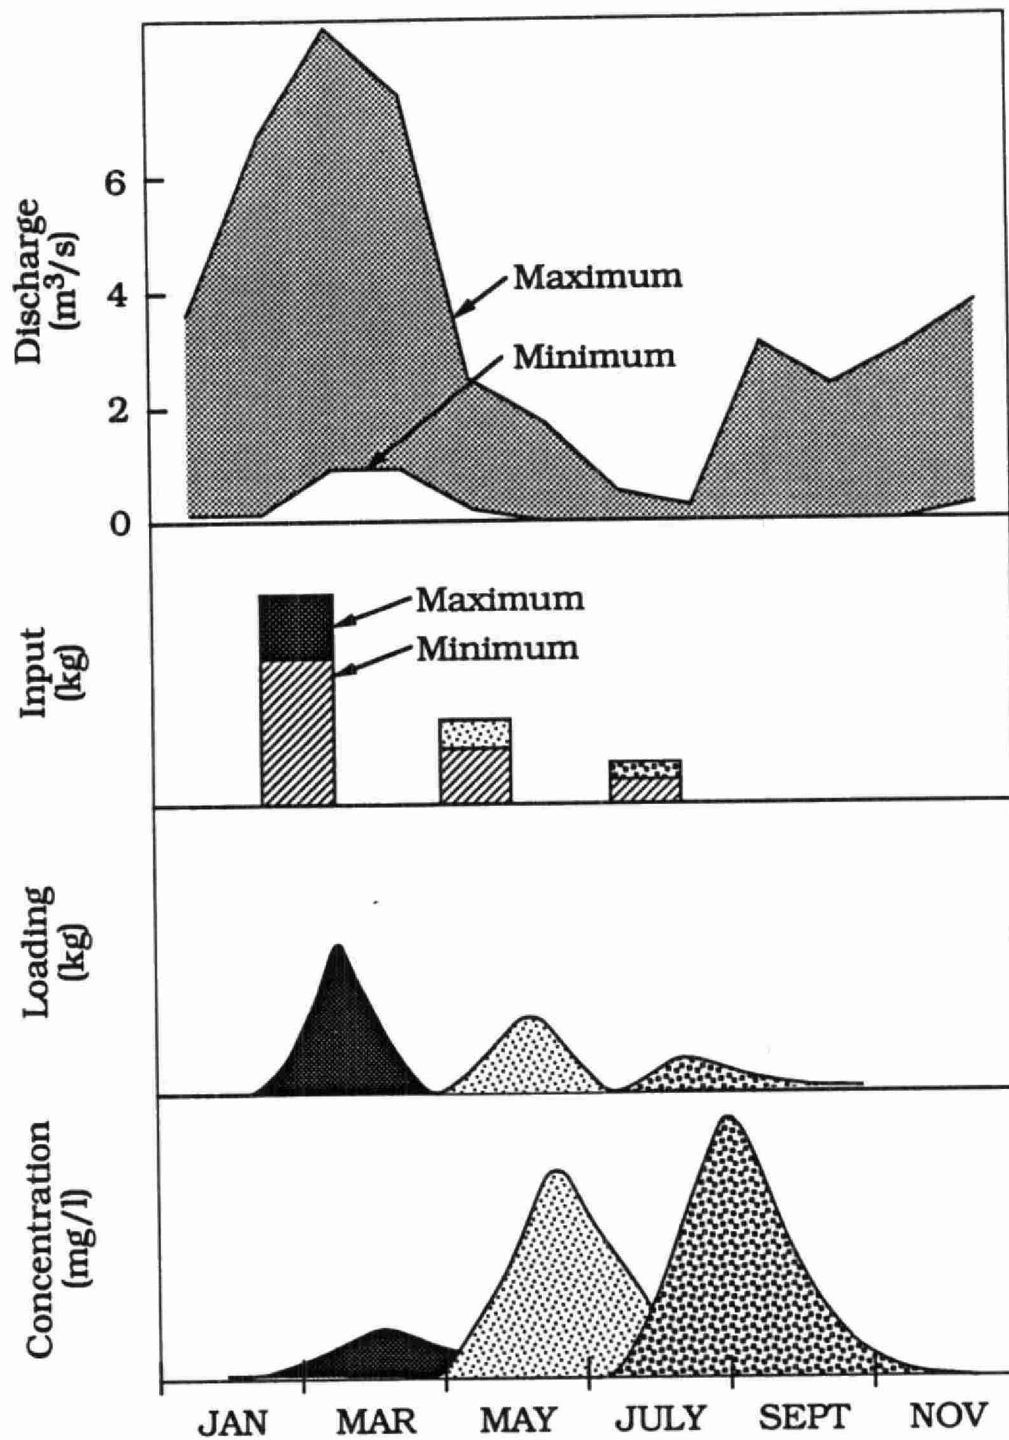 Discharge
(m³/s)
6
4
2
0
Maximum
Minimum
Input
(kg)
Maximum
Minimum
Loading
(kg)
Concentration
(mg/l)
JAN MAR MAY JULY SEPT NOV